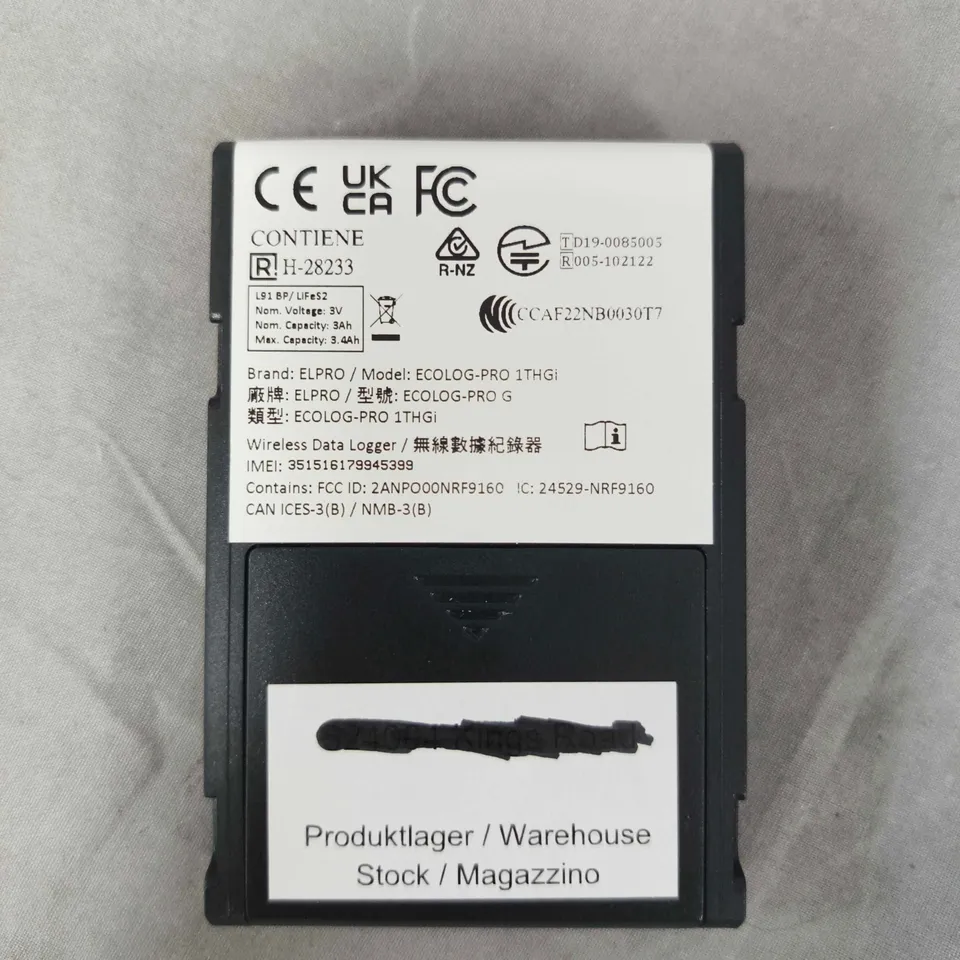 CE UK CA FC
CONTIENE
R H-28233
R-NZ
T D19-0085005
R 005-102122
L91 BP/ LiFeS2
Nom. Voltage: 3V
Nom. Capacity: 3Ah
Max. Capacity: 3.4Ah
CCAF22NB0030T7
Brand: ELPRO / Model: ECOLOG-PRO 1THGi
廠牌: ELPRO / 型號: ECOLOG-PRO G
類型: ECOLOG-PRO 1THGi
Wireless Data Logger / 無線數據紀錄器
IMEI: 351516179945399
Contains: FCC ID: 2ANPO00NRF9160 IC: 24529-NRF9160
CAN ICES-3(B) / NMB-3(B)
Produktlager / Warehouse
Stock / Magazzino